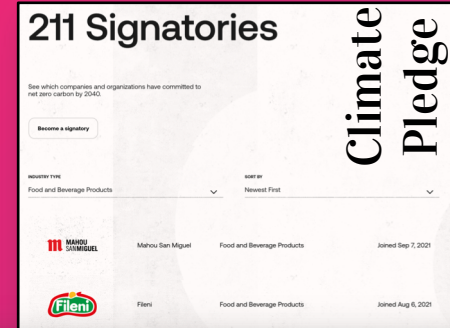 211 Signatories
Climate
Pledge
See which companies and organizations have committed to
net zero carbon by 2040.
Become a signatory
INDUSTRY TYPE
Food and Beverage Products
SORT BY
Newest First
MAHOU
SANMIGUEL
Mahou San Miguel
Food and Beverage Products
Joined Sep 7, 2021
Fileni
Fileni
Food and Beverage Products
Joined Aug 6, 2021